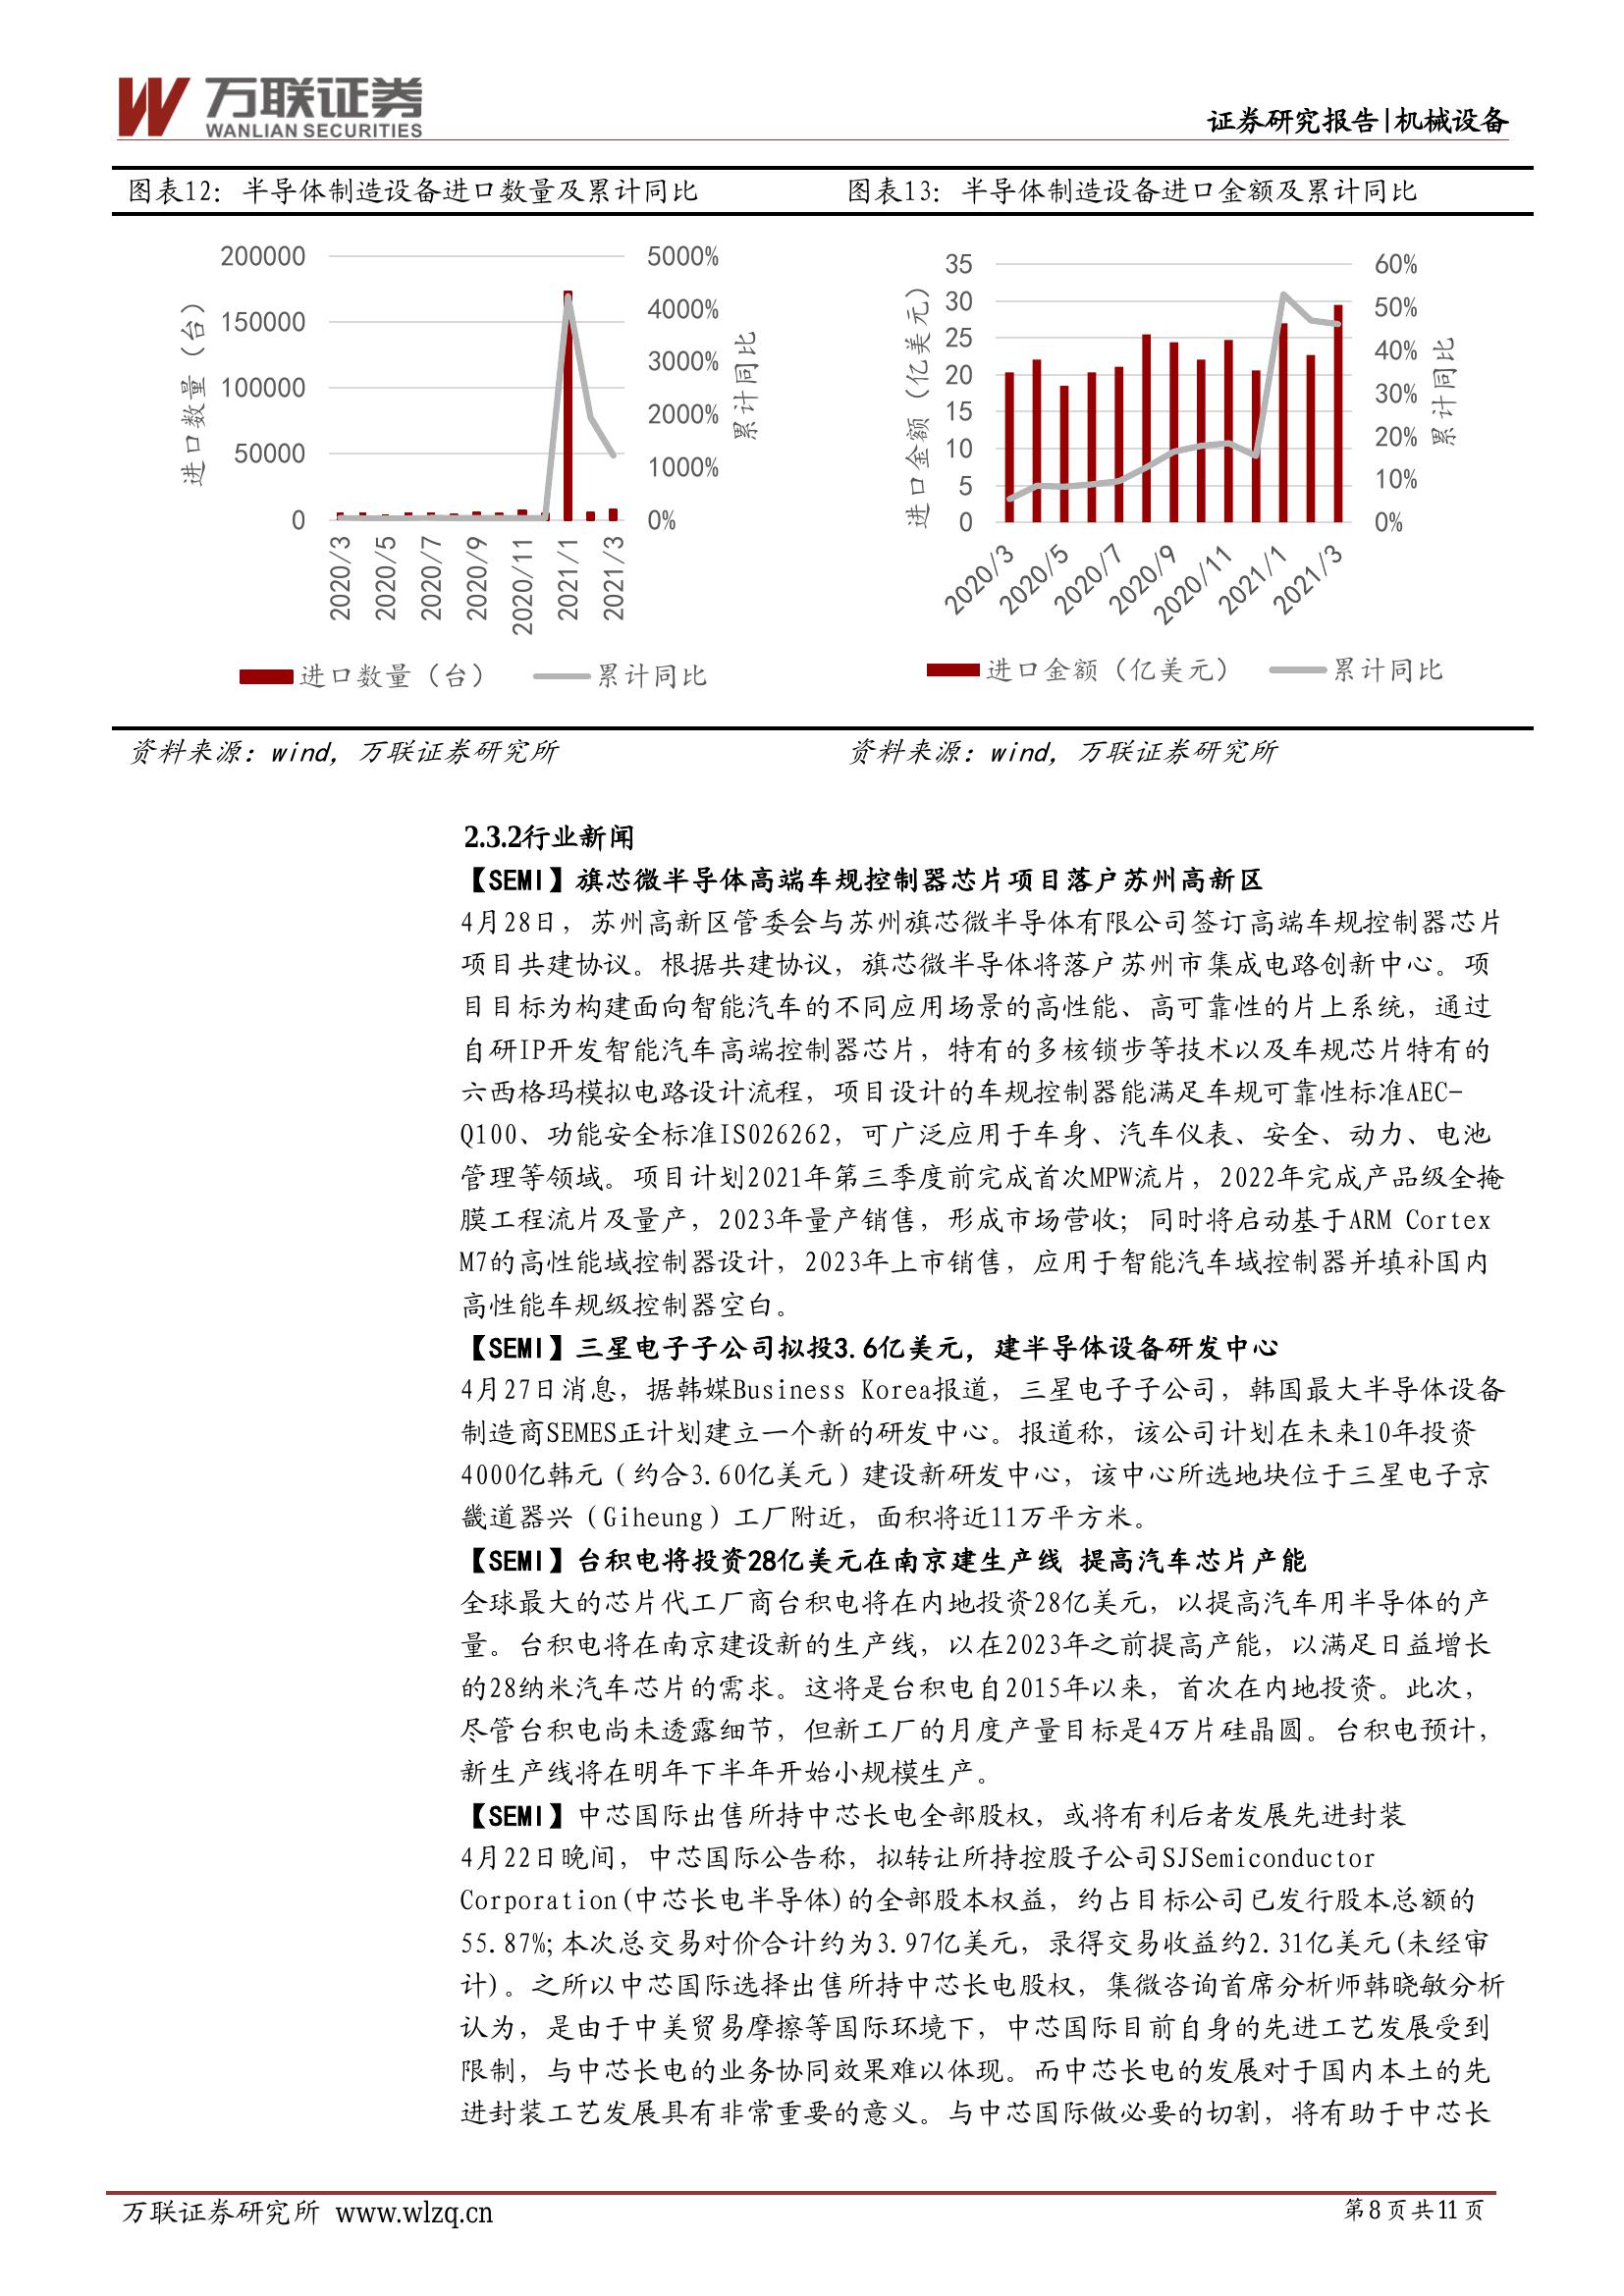 万联证券
WANLIAN SECURITIES
证券研究报告|机械设备
图表12：半导体制造设备进口数量及累计同比
图表13：半导体制造设备进口金额及累计同比
进口数量（台）
200000
150000
100000
50000
0
5000%
4000%
3000%
2000%
1000%
0%
累计同比
2020/3
2020/5
2020/7
2020/9
2020/11
2021/1
2021/3
进口数量（台）
累计同比
进口金额（亿美元）
35
30
25
20
15
10
5
0
60%
50%
40%
30%
20%
10%
0%
累计同比
2020/3
2020/5
2020/7
2020/9
2020/11
2021/1
2021/3
进口金额（亿美元）
累计同比
资料来源：wind，万联证券研究所
资料来源：wind，万联证券研究所
2.3.2行业新闻
【SEMI】旗芯微半导体高端车规控制器芯片项目落户苏州高新区
4月28日，苏州高新区管委会与苏州旗芯微半导体有限公司签订高端车规控制器芯片
项目共建协议。根据共建协议，旗芯微半导体将落户苏州市集成电路创新中心。项
目目标为构建面向智能汽车的不同应用场景的高性能、高可靠性的片上系统，通过
自研IP开发智能汽车高端控制器芯片，特有的多核锁步等技术以及车规芯片特有的
六西格玛模拟电路设计流程，项目设计的车规控制器能满足车规可靠性标准AEC-
Q100、功能安全标准ISO26262，可广泛应用于车身、汽车仪表、安全、动力、电池
管理等领域。项目计划2021年第三季度前完成首次MPW流片，2022年完成产品级全掩
膜工程流片及量产，2023年量产销售，形成市场营收；同时将启动基于ARM Cortex
M7的高性能域控制器设计，2023年上市销售，应用于智能汽车域控制器并填补国内
高性能车规级控制器空白。
【SEMI】三星电子子公司拟投3.6亿美元，建半导体设备研发中心
4月27日消息，据韩媒Business Korea报道，三星电子子公司，韩国最大半导体设备
制造商SEMES正计划建立一个新的研发中心。报道称，该公司计划在未来10年投资
4000亿韩元（约合3.60亿美元）建设新研发中心，该中心所选地块位于三星电子京
畿道器兴（Giheung）工厂附近，面积将近11万平方米。
【SEMI】台积电将投资28亿美元在南京建生产线 提高汽车芯片产能
全球最大的芯片代工厂商台积电将在内地投资28亿美元，以提高汽车用半导体的产
量。台积电将在南京建设新的生产线，以在2023年之前提高产能，以满足日益增长
的28纳米汽车芯片的需求。这将是台积电自2015年以来，首次在内地投资。此次，
尽管台积电尚未透露细节，但新工厂的月度产量目标是4万片硅晶圆。台积电预计，
新生产线将在明年下半年开始小规模生产。
【SEMI】中芯国际出售所持中芯长电全部股权，或将有利后者发展先进封装
4月22日晚间，中芯国际公告称，拟转让所持控股子公司SJSemiconductor
Corporation(中芯长电半导体)的全部股本权益，约占目标公司已发行股本总额的
55.87%;本次总交易对价合计约为3.97亿美元，录得交易收益约2.31亿美元(未经审
计)。之所以中芯国际选择出售所持中芯长电股权，集微咨询首席分析师韩晓敏分析
认为，是由于中美贸易摩擦等国际环境下，中芯国际目前自身的先进工艺发展受到
限制，与中芯长电的业务协同效果难以体现。而中芯长电的发展对于国内本土的先
进封装工艺发展具有非常重要的意义。与中芯国际做必要的切割，将有助于中芯长
万联证券研究所 www.wlzq.cn
第8页共11页